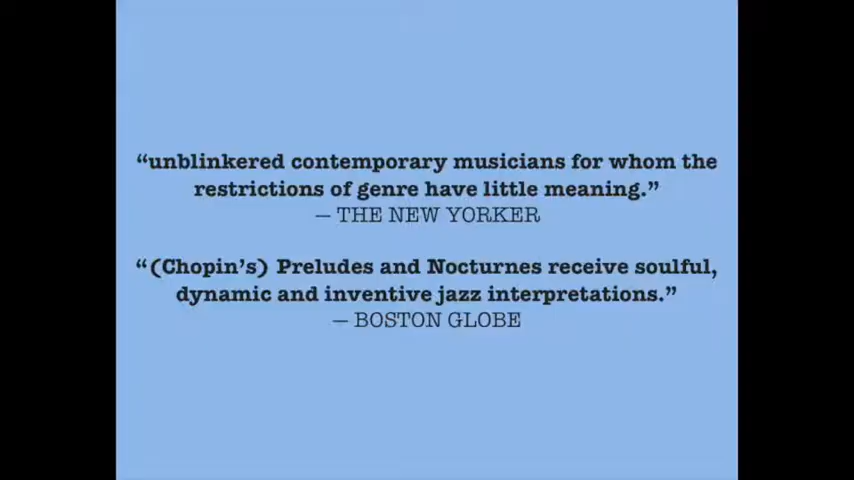 “unblinkered contemporary musicians for whom the
restrictions of genre have little meaning.”
— THE NEW YORKER
“(Chopin’s) Preludes and Nocturnes receive soulful,
dynamic and inventive jazz interpretations.”
— BOSTON GLOBE